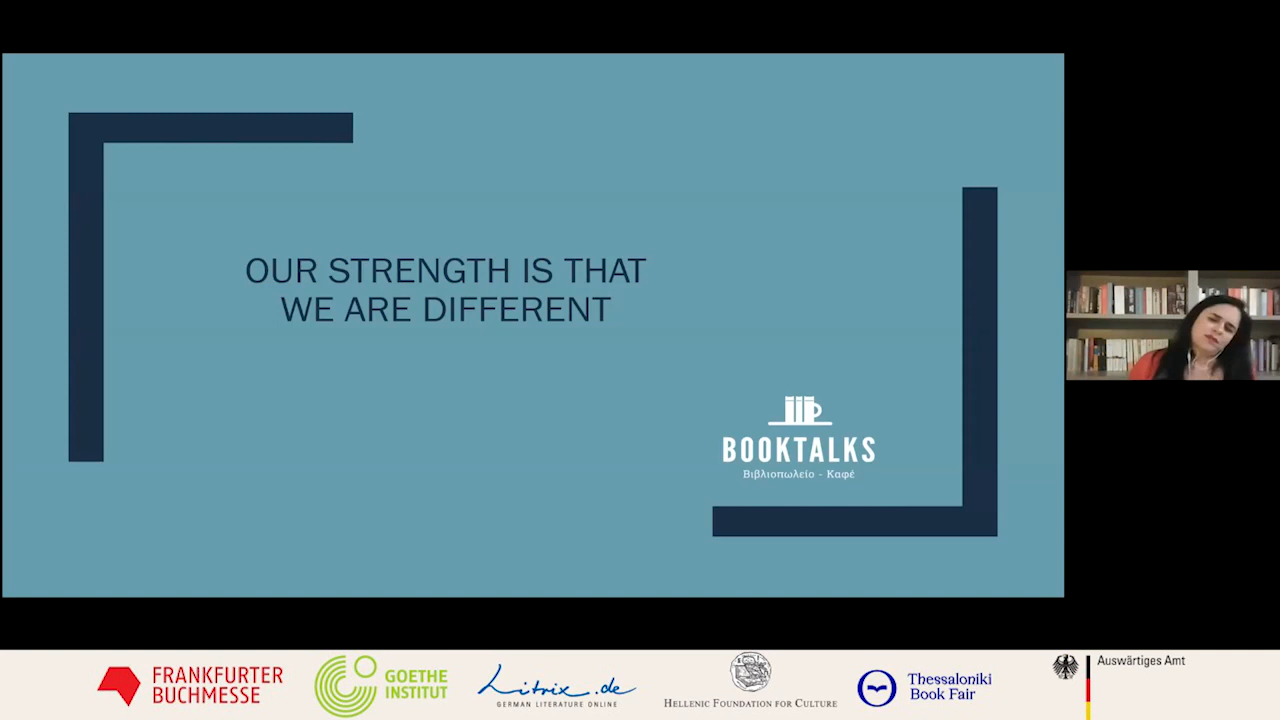 OUR STRENGTH IS THAT
WE ARE DIFFERENT
BOOKTALKS
Βιβλιοπωλείο - Καφέ
FRANKFURTER
BUCHMESSE
GOETHE
INSTITUT
Litrix.de
GERMAN LITERATURE ONLINE
HELLENIC FOUNDATION FOR CULTURE
Thessaloniki
Book Fair
Auswärtiges Amt